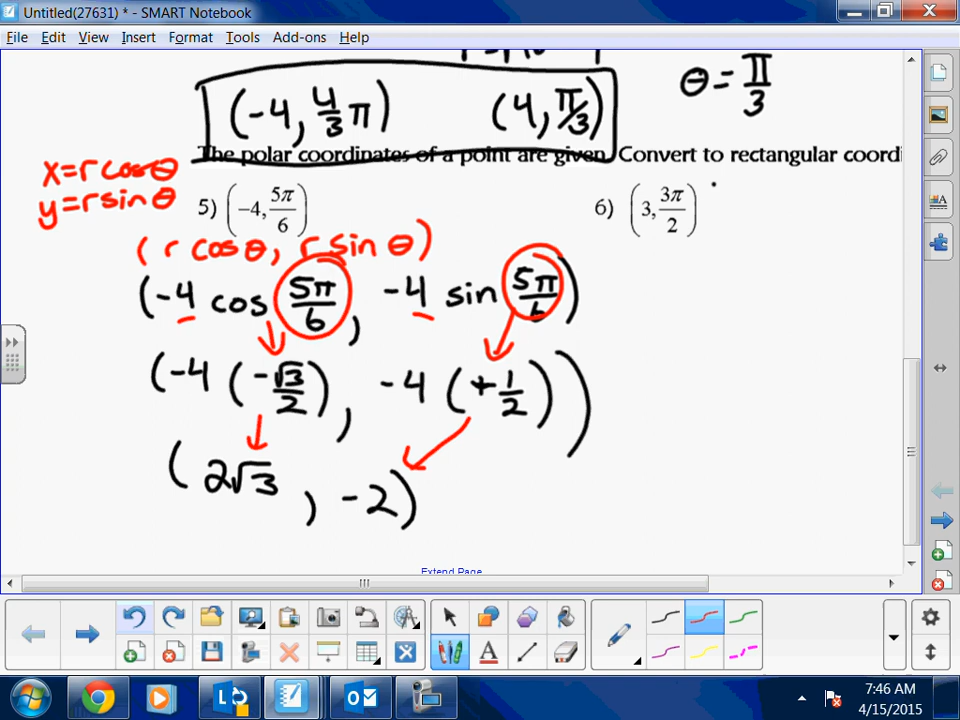 Untitled(27631) * - SMART Notebook
File Edit View Insert Format Tools Add-ons Help
(-4, 4/3 π) (4, π/3)
θ = π/3
The polar coordinates of a point are given. Convert to rectangular coordi
x=r cosθ
y=r sin θ
5) (-4, 5π/6) 6) (3, 3π/2)
(r cosθ, r sin θ)
(-4 cos 5π/6, -4 sin 5π/6)
(-4 (-√3/2), -4 (+1/2))
(2√3, -2)
Extend Page
7:46 AM
4/15/2015